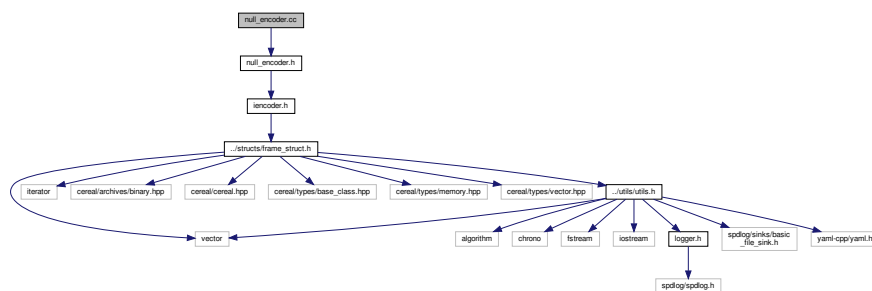 null_encoder.cc
null_encoder.h
iencoder.h
../structs/frame_struct.h
iterator
cereal/archives/binary.hpp
cereal/cereal.hpp
cereal/types/base_class.hpp
cereal/types/memory.hpp
cereal/types/vector.hpp
../utils/utils.h
vector
algorithm
chrono
fstream
iostream
logger.h
spdlog/sinks/basic
_file_sink.h
yaml-cpp/yaml.h
spdlog/spdlog.h